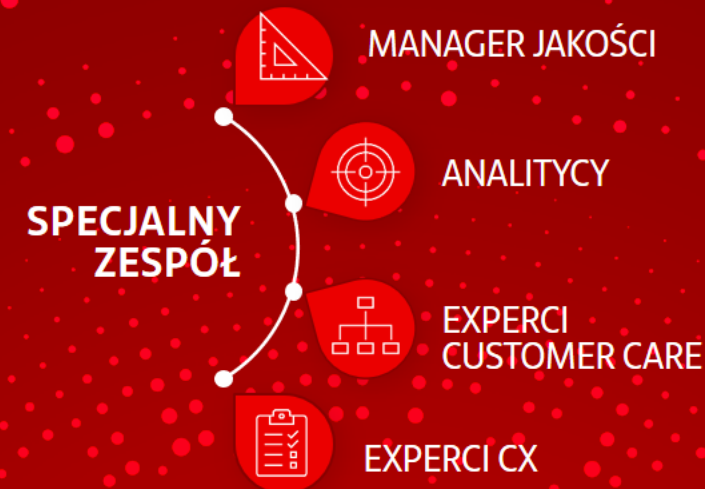 MANAGER JAKOŚCI
ANALITYCY
SPECJALNY
ZESPÓŁ
EXPERCI
CUSTOMER CARE
EXPERCI CX